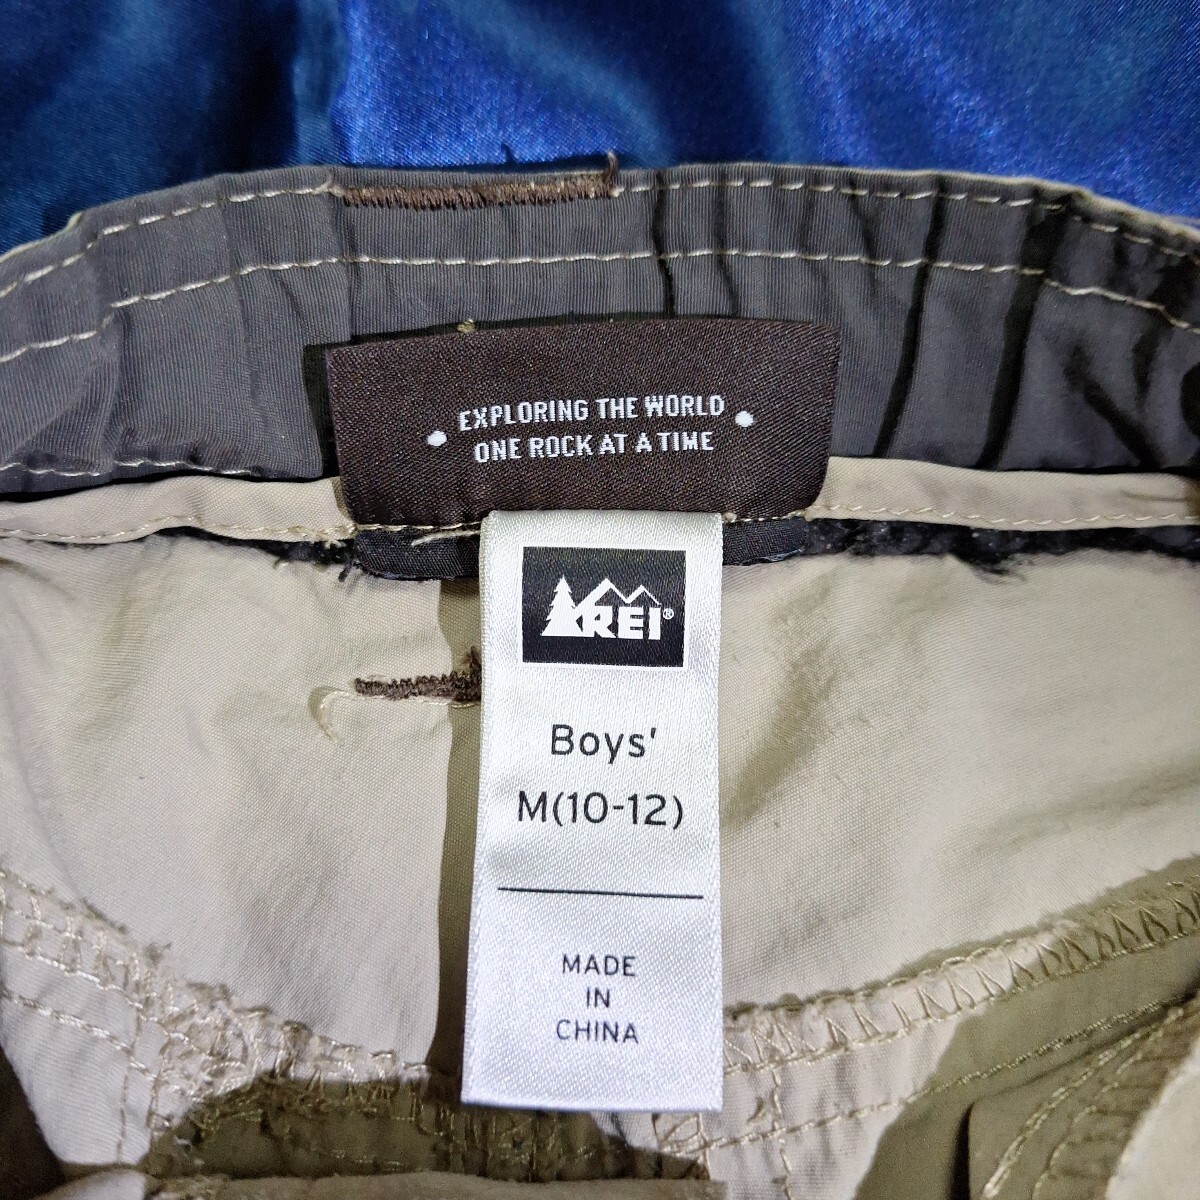 EXPLORING THE WORLD
ONE ROCK AT A TIME
REI®
Boys'
M(10-12)
MADE
IN
CHINA